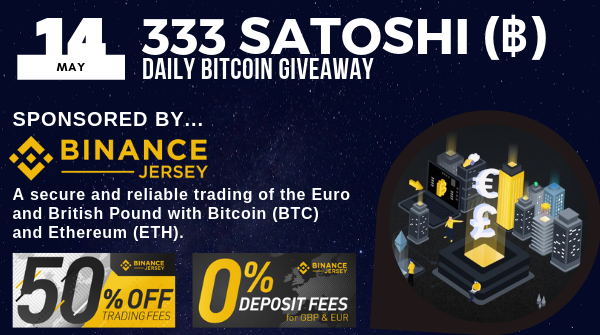 14
MAY
333 SATOSHI (฿)
DAILY BITCOIN GIVEAWAY
SPONSORED BY...
BINANCE
JERSEY
A secure and reliable trading of the Euro
and British Pound with Bitcoin (BTC)
and Ethereum (ETH).
€
£
BINANCE
JERSEY
50% OFF
TRADING FEES
BINANCE
JERSEY
0%
DEPOSIT FEES
for GBP & EUR